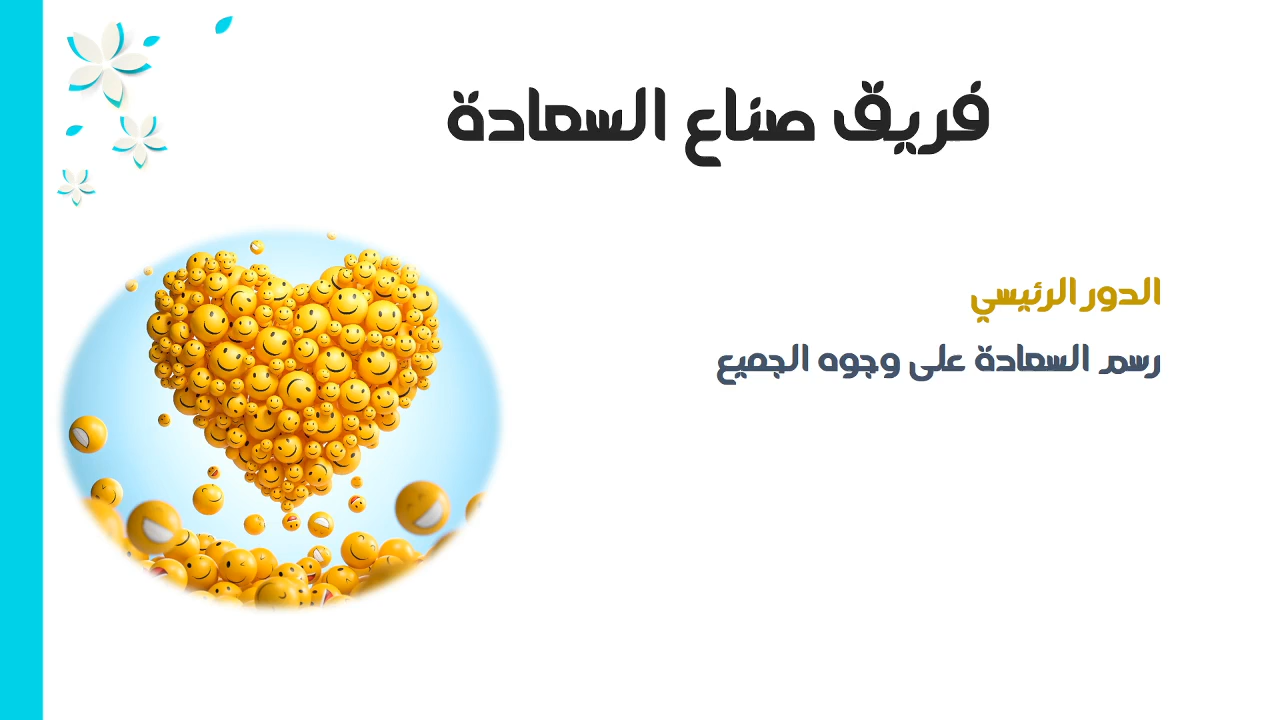 فريق صناع السعادة
الدور الرئيسي
رسم السعادة على وجوه الجميع